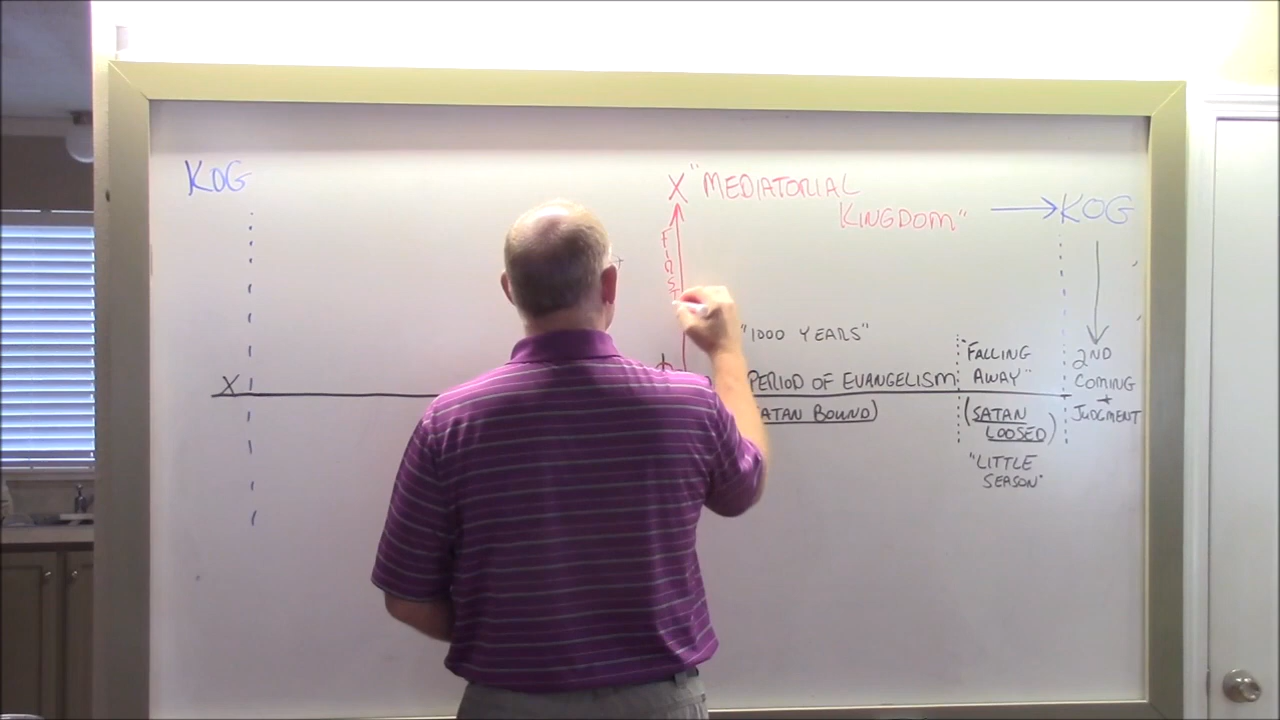 KOG
X "MEDIATORIAL
KINGDOM" → KOG
FIRST
"1000 YEARS"
X
PERIOD OF EVANGELISM
"FALLING
AWAY"
2ND
COMING
+
JUDGMENT
BOUND)
(SATAN
LOOSED)
"LITTLE
SEASON"